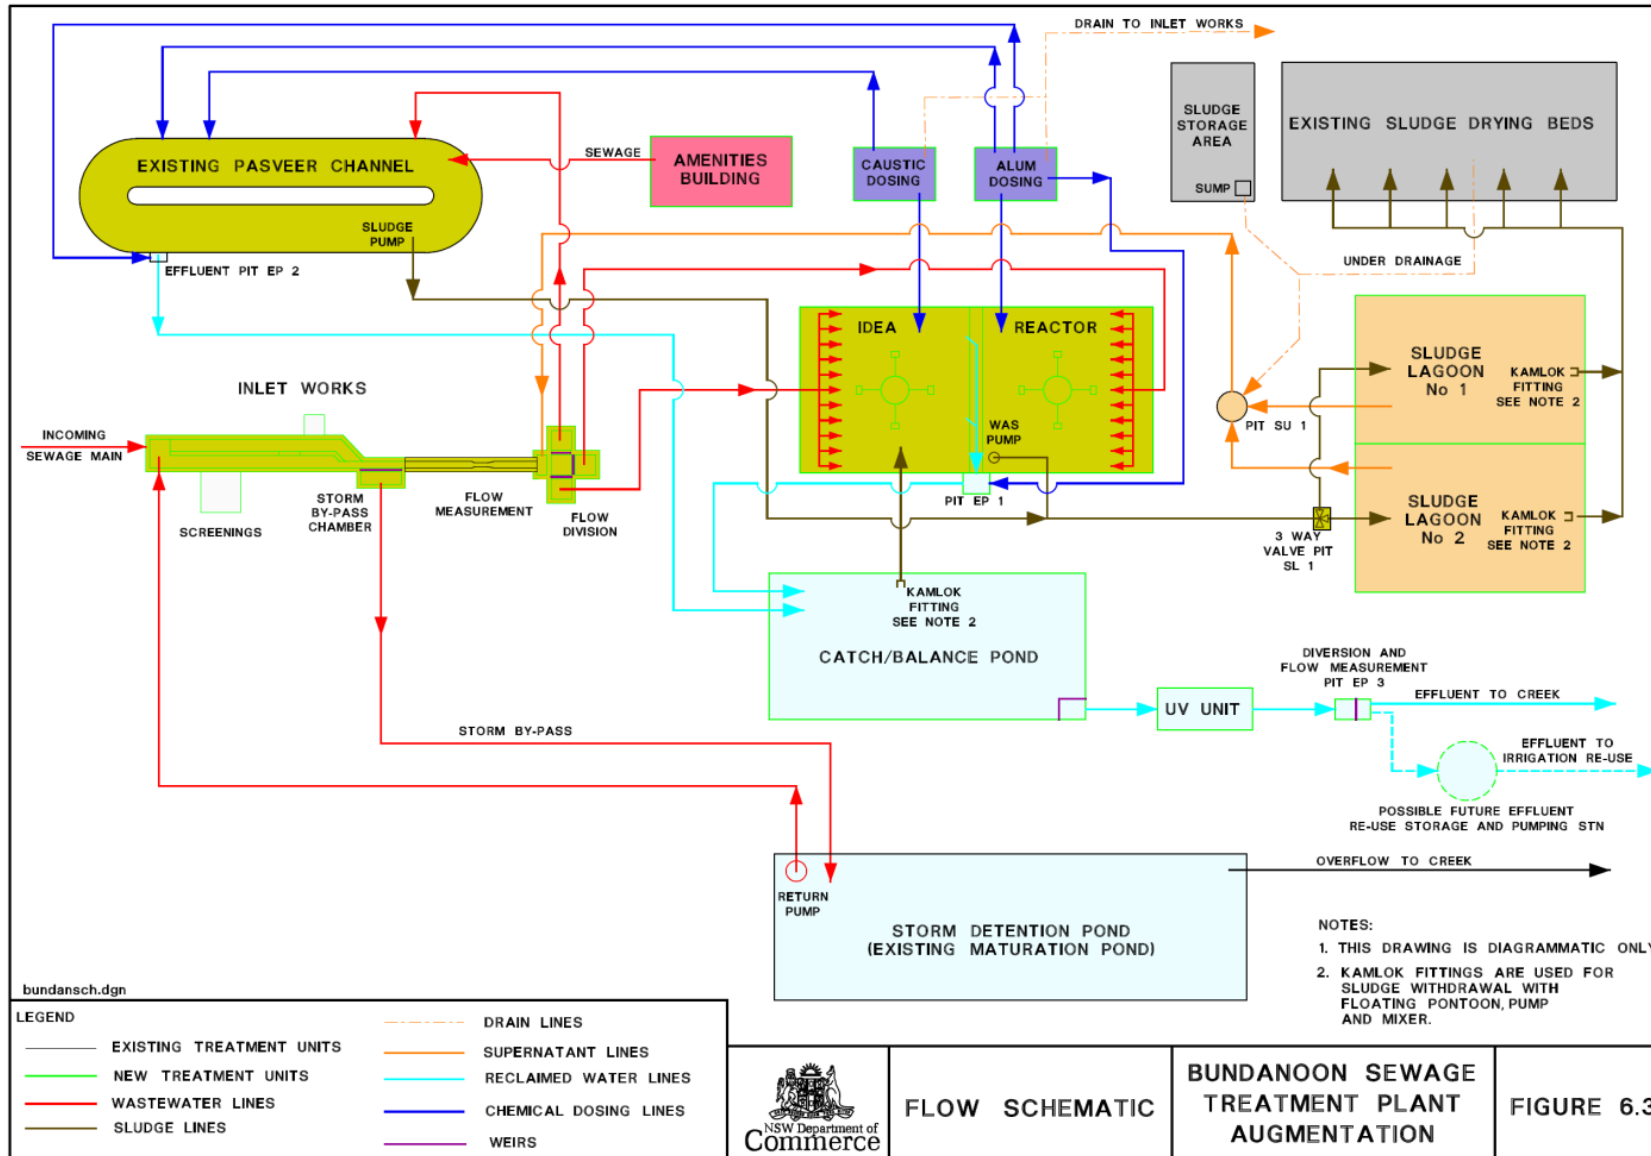 DRAIN TO INLET WORKS
SLUDGE
STORAGE
AREA
SUMP
EXISTING SLUDGE DRYING BEDS
EXISTING PASVEER CHANNEL
SLUDGE
PUMP
SEWAGE
AMENITIES
BUILDING
CAUSTIC
DOSING
ALUM
DOSING
EFFLUENT PIT EP 2
UNDER DRAINAGE
IDEA
REACTOR
WAS
PUMP
PIT EP 1
SLUDGE
LAGOON
No 1
KAMLOK
FITTING
SEE NOTE 2
PIT SU 1
SLUDGE
LAGOON
No 2
KAMLOK
FITTING
SEE NOTE 2
3 WAY
VALVE PIT
SL 1
INLET WORKS
INCOMING
SEWAGE MAIN
SCREENINGS
STORM
BY-PASS
CHAMBER
FLOW
MEASUREMENT
FLOW
DIVISION
KAMLOK
FITTING
SEE NOTE 2
CATCH/BALANCE POND
UV UNIT
DIVERSION AND
FLOW MEASUREMENT
PIT EP 3
EFFLUENT TO CREEK
EFFLUENT TO
IRRIGATION RE-USE
POSSIBLE FUTURE EFFLUENT
RE-USE STORAGE AND PUMPING STN
STORM BY-PASS
RETURN
PUMP
STORM DETENTION POND
(EXISTING MATURATION POND)
OVERFLOW TO CREEK
NOTES:
1. THIS DRAWING IS DIAGRAMMATIC ONLY
2. KAMLOK FITTINGS ARE USED FOR
SLUDGE WITHDRAWAL WITH
FLOATING PONTOON, PUMP
AND MIXER.
bundansch.dgn
LEGEND
EXISTING TREATMENT UNITS
NEW TREATMENT UNITS
WASTEWATER LINES
SLUDGE LINES
DRAIN LINES
SUPERNATANT LINES
RECLAIMED WATER LINES
CHEMICAL DOSING LINES
WEIRS
NSW Department of
Commerce
FLOW SCHEMATIC
BUNDANOON SEWAGE
TREATMENT PLANT
AUGMENTATION
FIGURE 6.3